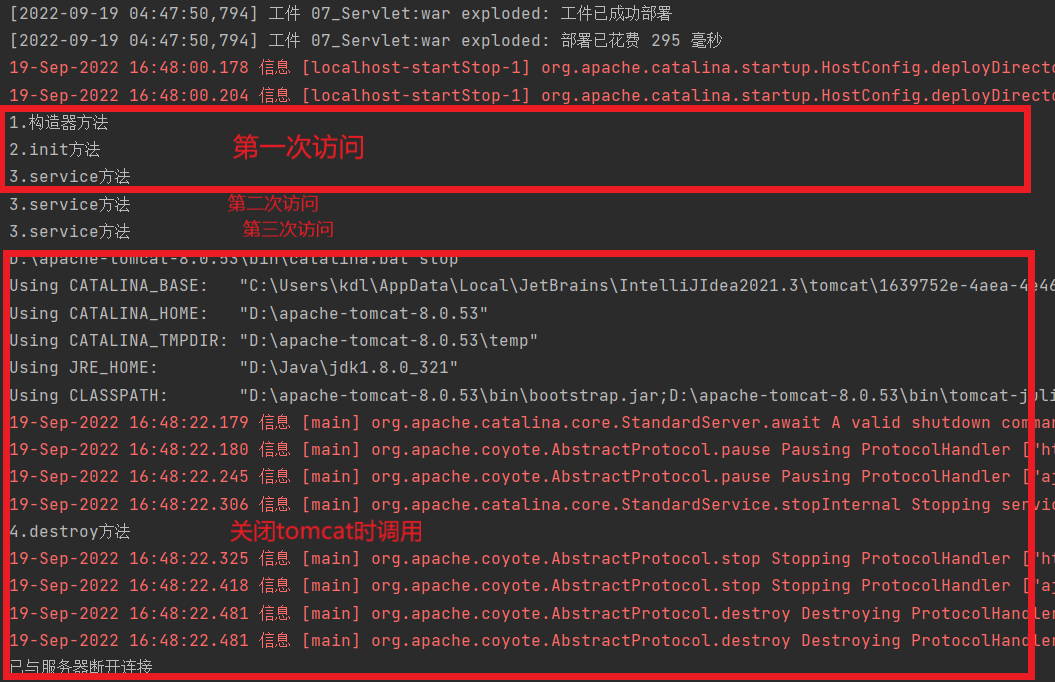 [2022-09-19 04:47:50,794] 工件 07_Servlet:war exploded: 工件已成功部署
[2022-09-19 04:47:50,794] 工件 07_Servlet:war exploded: 部署已花费 295 毫秒
19-Sep-2022 16:48:00.178 信息 [localhost-startStop-1] org.apache.catalina.startup.HostConfig.deployDirecto
19-Sep-2022 16:48:00.204 信息 [localhost-startStop-1] org.apache.catalina.startup.HostConfig.deployDirecto
1.构造器方法
2.init方法 第一次访问
3.service方法
3.service方法 第二次访问
3.service方法 第三次访问
D:\apache-tomcat-8.0.53\bin\catalina.bat stop
Using CATALINA_BASE: "C:\Users\kdl\AppData\Local\JetBrains\IntelliJIdea2021.3\tomcat\1639752e-4aea-4e46
Using CATALINA_HOME: "D:\apache-tomcat-8.0.53"
Using CATALINA_TMPDIR: "D:\apache-tomcat-8.0.53\temp"
Using JRE_HOME: "D:\Java\jdk1.8.0_321"
Using CLASSPATH: "D:\apache-tomcat-8.0.53\bin\bootstrap.jar;D:\apache-tomcat-8.0.53\bin\tomcat-juli
19-Sep-2022 16:48:22.179 信息 [main] org.apache.catalina.core.StandardServer.await A valid shutdown comman
19-Sep-2022 16:48:22.180 信息 [main] org.apache.coyote.AbstractProtocol.pause Pausing ProtocolHandler ["ht
19-Sep-2022 16:48:22.245 信息 [main] org.apache.coyote.AbstractProtocol.pause Pausing ProtocolHandler ["aj
19-Sep-2022 16:48:22.306 信息 [main] org.apache.catalina.core.StandardService.stopInternal Stopping servic
4.destroy方法 关闭tomcat时调用
19-Sep-2022 16:48:22.325 信息 [main] org.apache.coyote.AbstractProtocol.stop Stopping ProtocolHandler ["ht
19-Sep-2022 16:48:22.418 信息 [main] org.apache.coyote.AbstractProtocol.stop Stopping ProtocolHandler ["aj
19-Sep-2022 16:48:22.481 信息 [main] org.apache.coyote.AbstractProtocol.destroy Destroying ProtocolHandler
19-Sep-2022 16:48:22.481 信息 [main] org.apache.coyote.AbstractProtocol.destroy Destroying ProtocolHandler
已与服务器断开连接